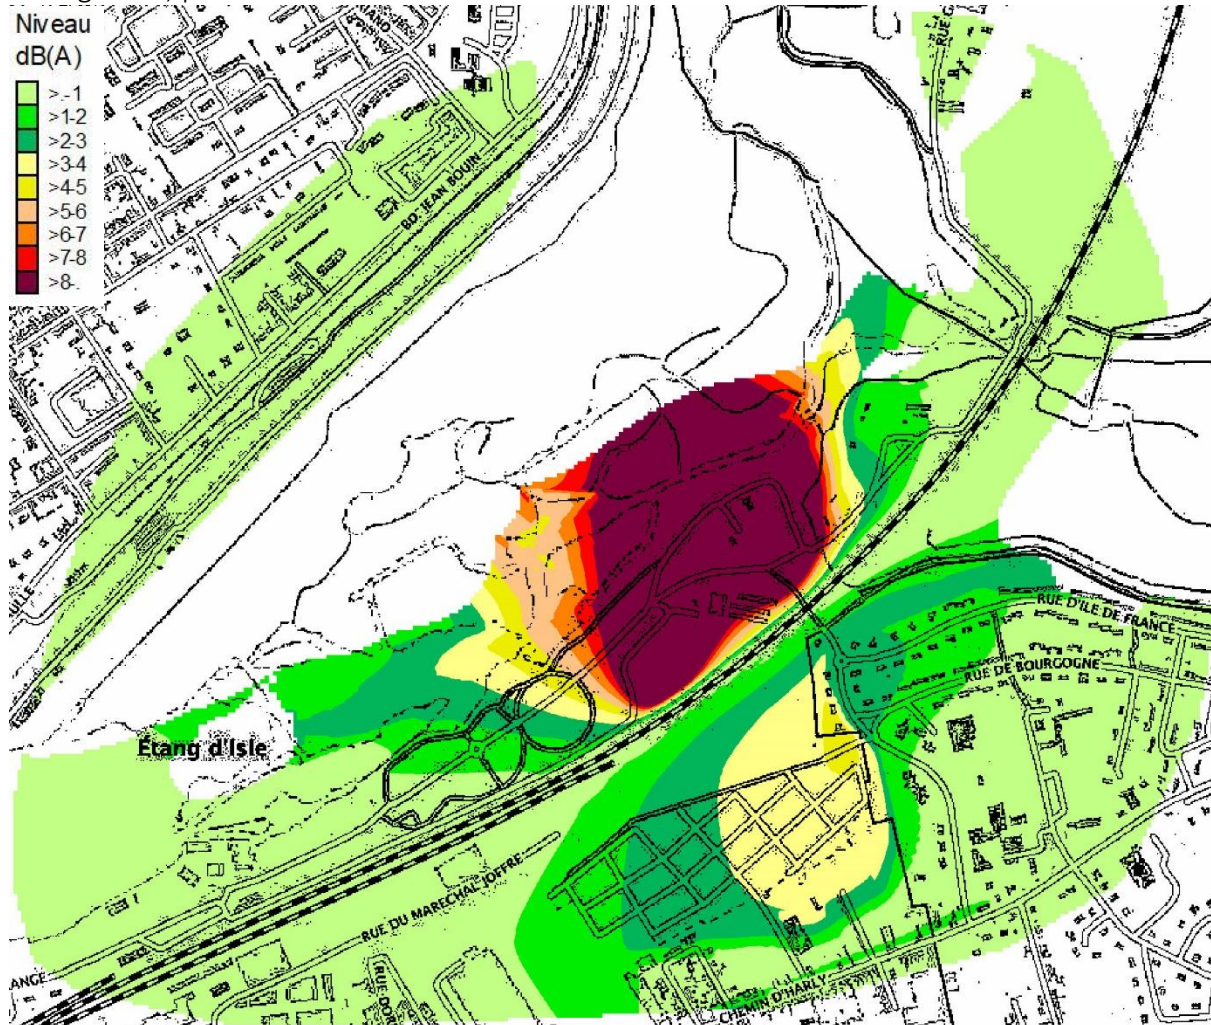 Niveau
dB(A)
>.-1
>1-2
>2-3
>3-4
>4-5
>5-6
>6-7
>7-8
>8-.
BD JEAN BOUIN
RUE D'ILE DE FRANCE
RUE DE BOURGOGNE
Étang d'Isle
RUE DU MARECHAL JOFFRE
CHEMIN D'HARLY
ANGE